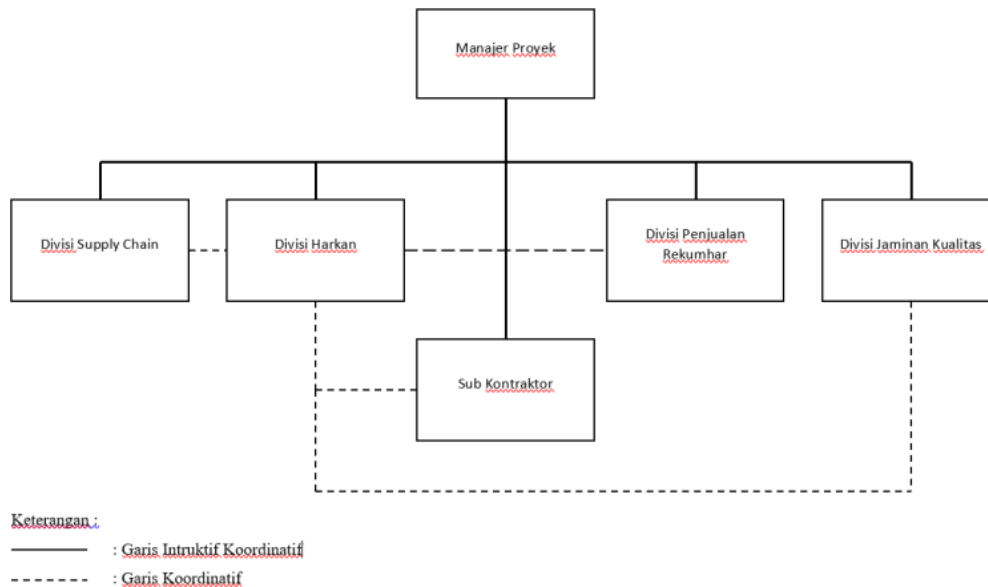 Manajer Proyek
Divisi Supply Chain
Divisi Harkan
Divisi Penjualan
Rekumhar
Divisi Jaminan Kualitas
Sub Kontraktor
Keterangan :
: Garis Intruktif Koordinatif
: Garis Koordinatif